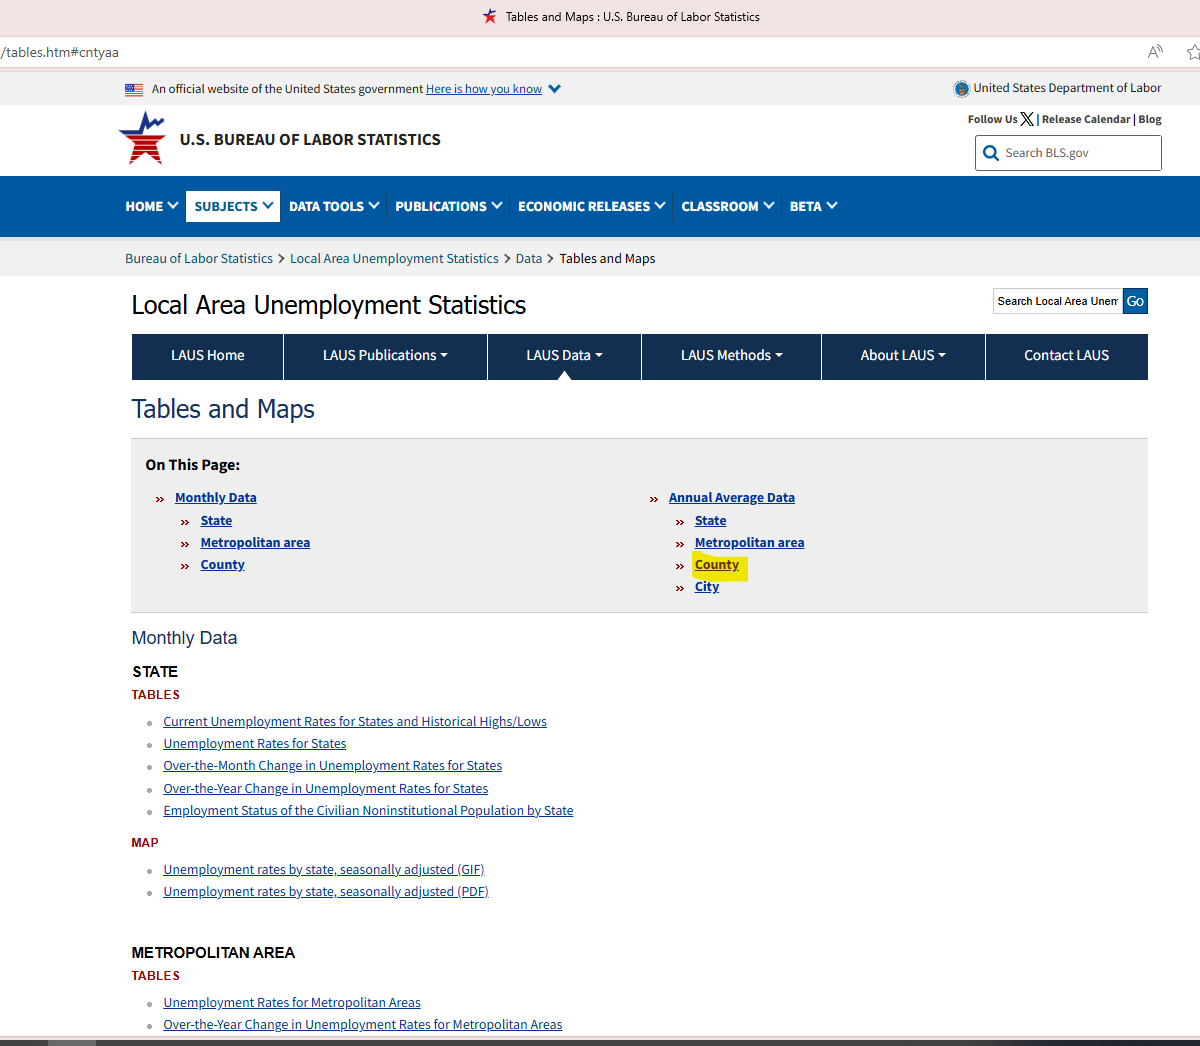 Tables and Maps : U.S. Bureau of Labor Statistics
/tables.htm#cntyaa
An official website of the United States government Here is how you know
United States Department of Labor
Follow Us X | Release Calendar | Blog
U.S. BUREAU OF LABOR STATISTICS
Search BLS.gov
HOME SUBJECTS DATA TOOLS PUBLICATIONS ECONOMIC RELEASES CLASSROOM BETA
Bureau of Labor Statistics > Local Area Unemployment Statistics > Data > Tables and Maps
Local Area Unemployment Statistics
Search Local Area Unem Go
LAUS Home LAUS Publications LAUS Data LAUS Methods About LAUS Contact LAUS
Tables and Maps
On This Page:
» Monthly Data
» State
» Metropolitan area
» County
» Annual Average Data
» State
» Metropolitan area
» County
» City
Monthly Data
STATE
TABLES
Current Unemployment Rates for States and Historical Highs/Lows
Unemployment Rates for States
Over-the-Month Change in Unemployment Rates for States
Over-the-Year Change in Unemployment Rates for States
Employment Status of the Civilian Noninstitutional Population by State
MAP
Unemployment rates by state, seasonally adjusted (GIF)
Unemployment rates by state, seasonally adjusted (PDF)
METROPOLITAN AREA
TABLES
Unemployment Rates for Metropolitan Areas
Over-the-Year Change in Unemployment Rates for Metropolitan Areas